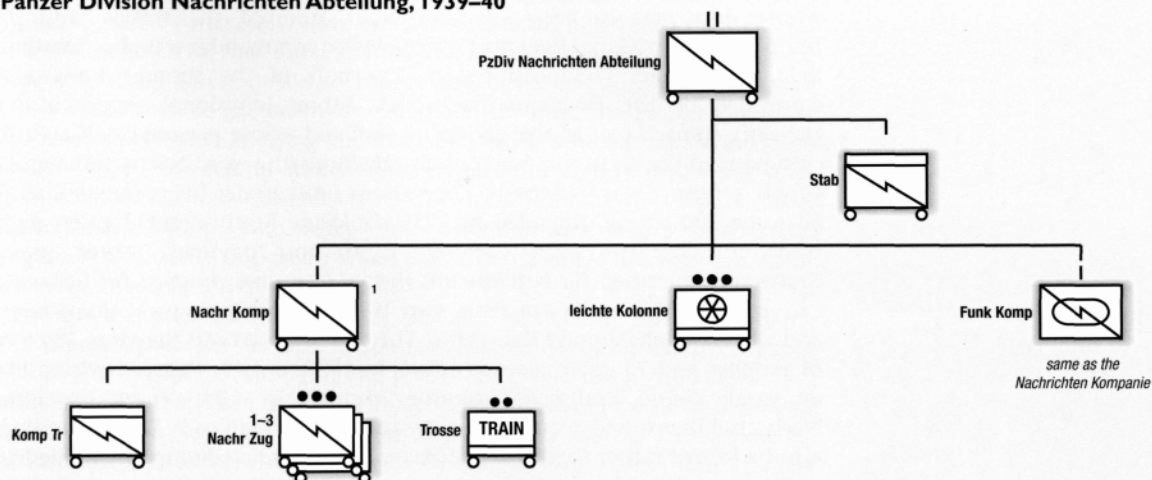 Panzer Division Nachrichten Abteilung, 1939–40
PzDiv Nachrichten Abteilung
Stab
Nachr Komp
1
leichte Kolonne
Funk Komp
same as the
Nachrichten Kompanie
Komp Tr
1–3
Nachr Zug
Trosse
TRAIN